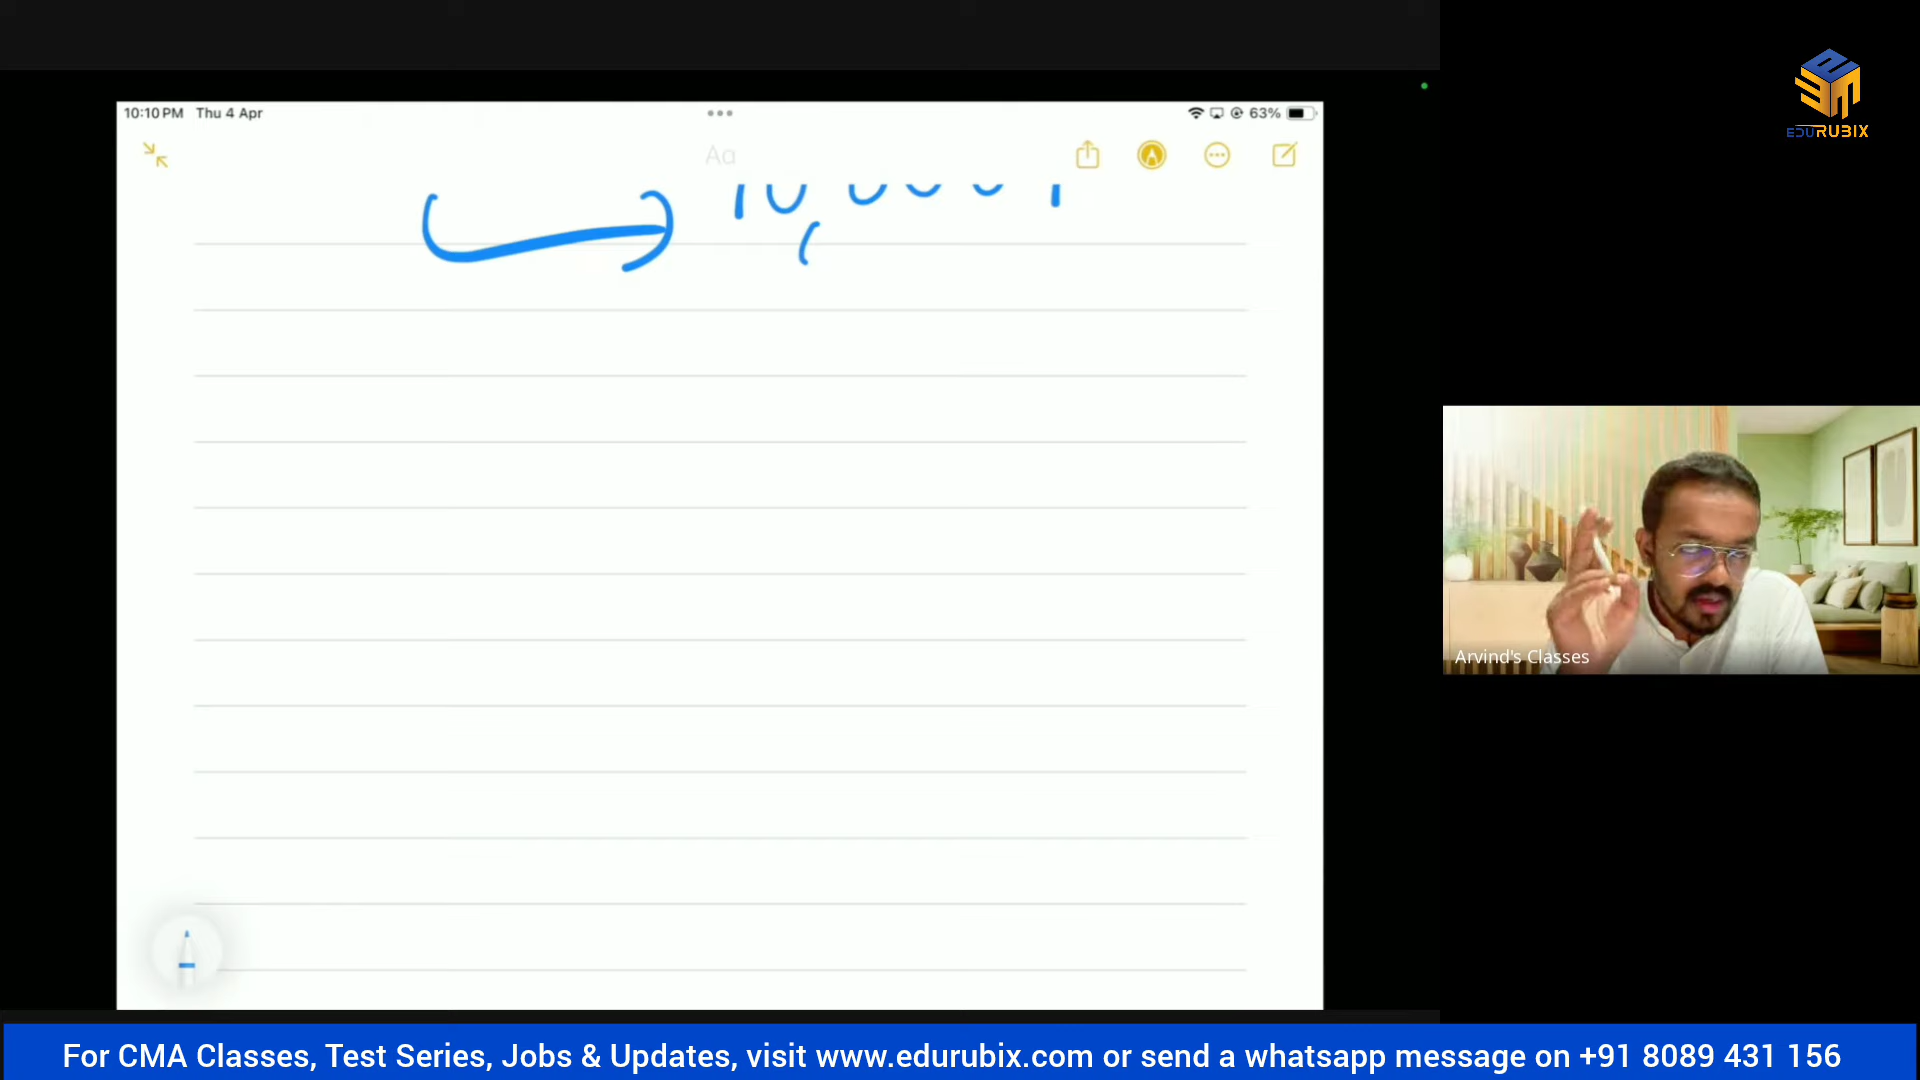 10:10 PM Thu 4 Apr
63%
Aa
EDURUBIX
Arvind's Classes
For CMA Classes, Test Series, Jobs & Updates, visit www.edurubix.com or send a whatsapp message on +91 8089 431 156